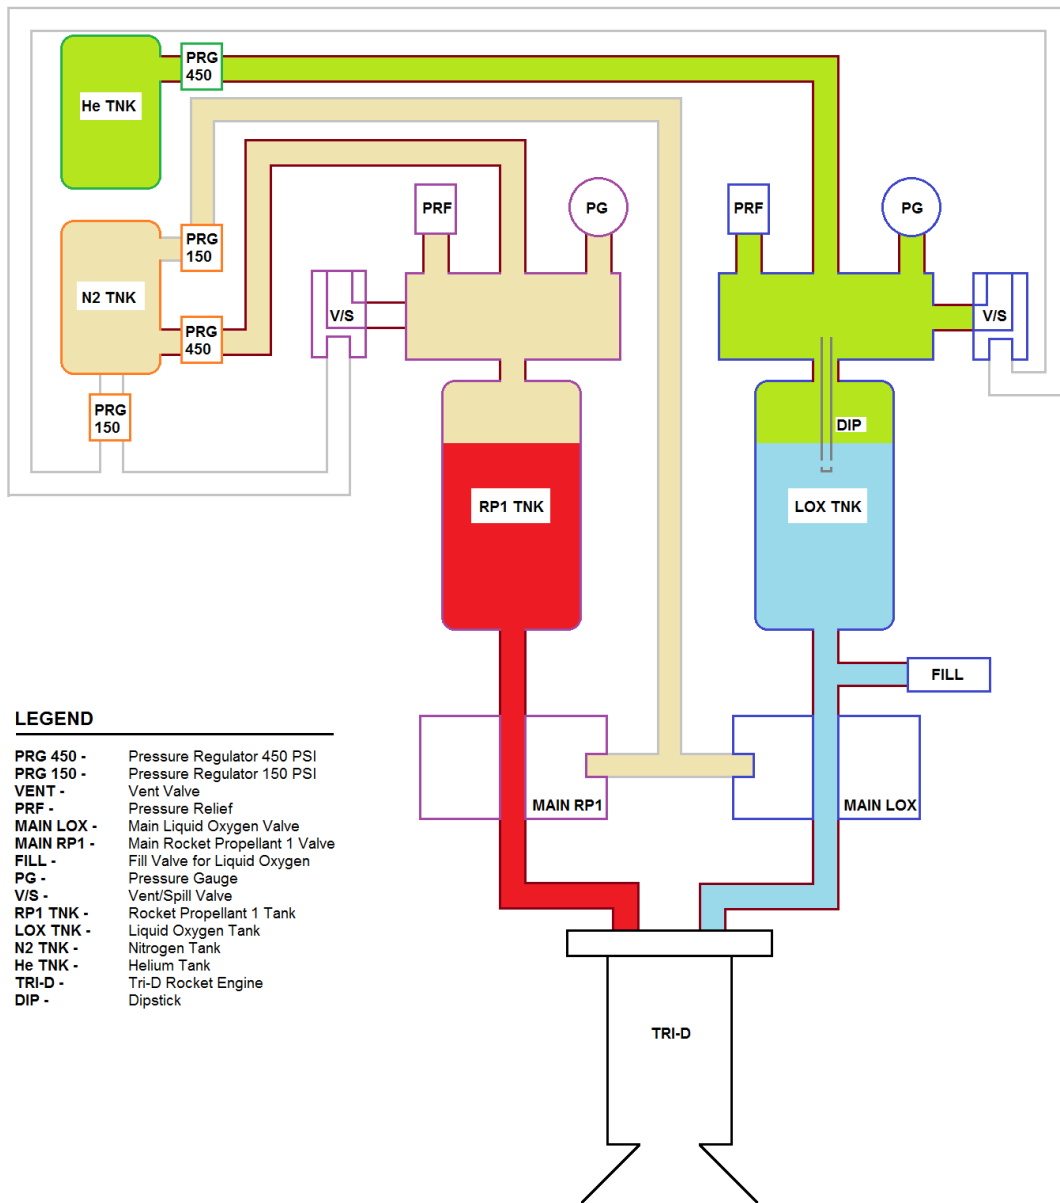 PRG
450
He TNK
PRG
150
N2 TNK
PRG
450
PRG
150
PRF
PG
V/S
PRF
PG
V/S
DIP
RP1 TNK
LOX TNK
FILL
MAIN RP1
MAIN LOX
TRI-D
LEGEND
PRG 450 - Pressure Regulator 450 PSI
PRG 150 - Pressure Regulator 150 PSI
VENT - Vent Valve
PRF - Pressure Relief
MAIN LOX - Main Liquid Oxygen Valve
MAIN RP1 - Main Rocket Propellant 1 Valve
FILL - Fill Valve for Liquid Oxygen
PG - Pressure Gauge
V/S - Vent/Spill Valve
RP1 TNK - Rocket Propellant 1 Tank
LOX TNK - Liquid Oxygen Tank
N2 TNK - Nitrogen Tank
He TNK - Helium Tank
TRI-D - Tri-D Rocket Engine
DIP - Dipstick